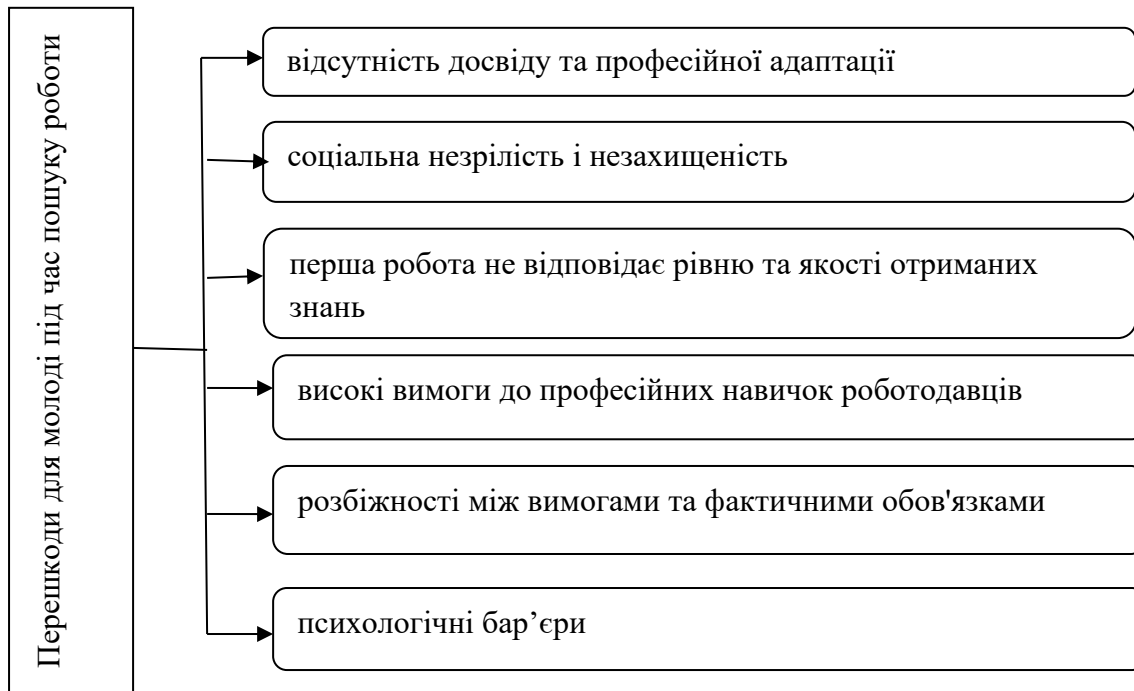 Перешкоди для молоді під час пошуку роботи
відсутність досвіду та професійної адаптації
соціальна незрілість і незахищеність
перша робота не відповідає рівню та якості отриманих
знань
високі вимоги до професійних навичок роботодавців
розбіжності між вимогами та фактичними обов'язками
психологічні бар’єри